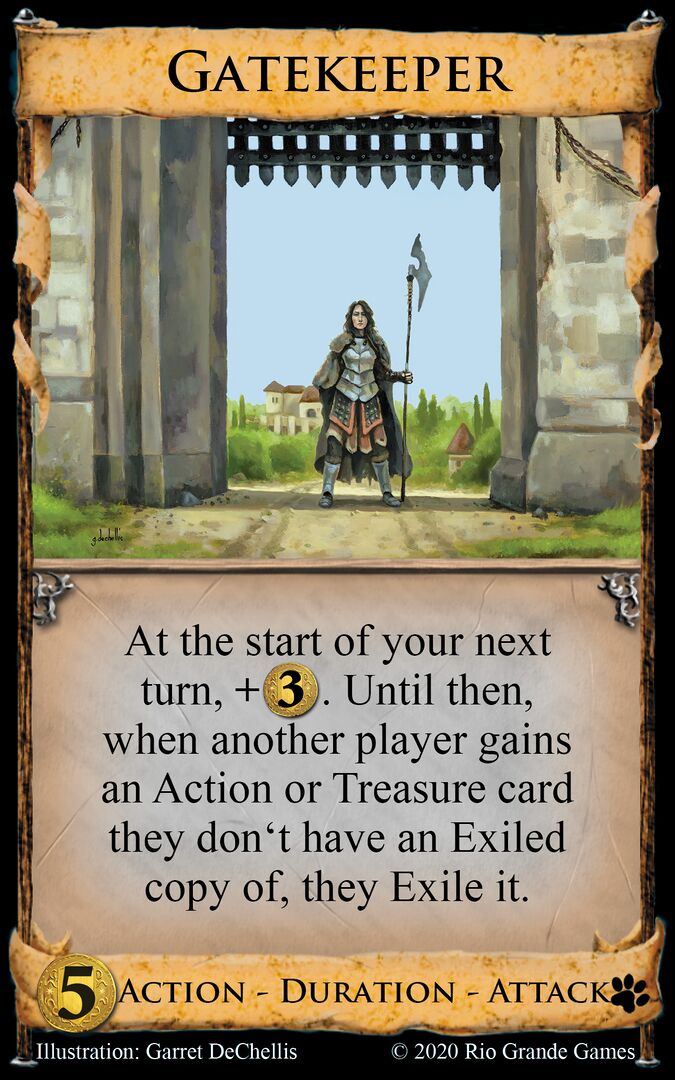 GATEKEEPER
g.dechellis
At the start of your next
turn, +3. Until then,
when another player gains
an Action or Treasure card
they don‘t have an Exiled
copy of, they Exile it.
5 ACTION - DURATION - ATTACK
Illustration: Garret DeChellis © 2020 Rio Grande Games